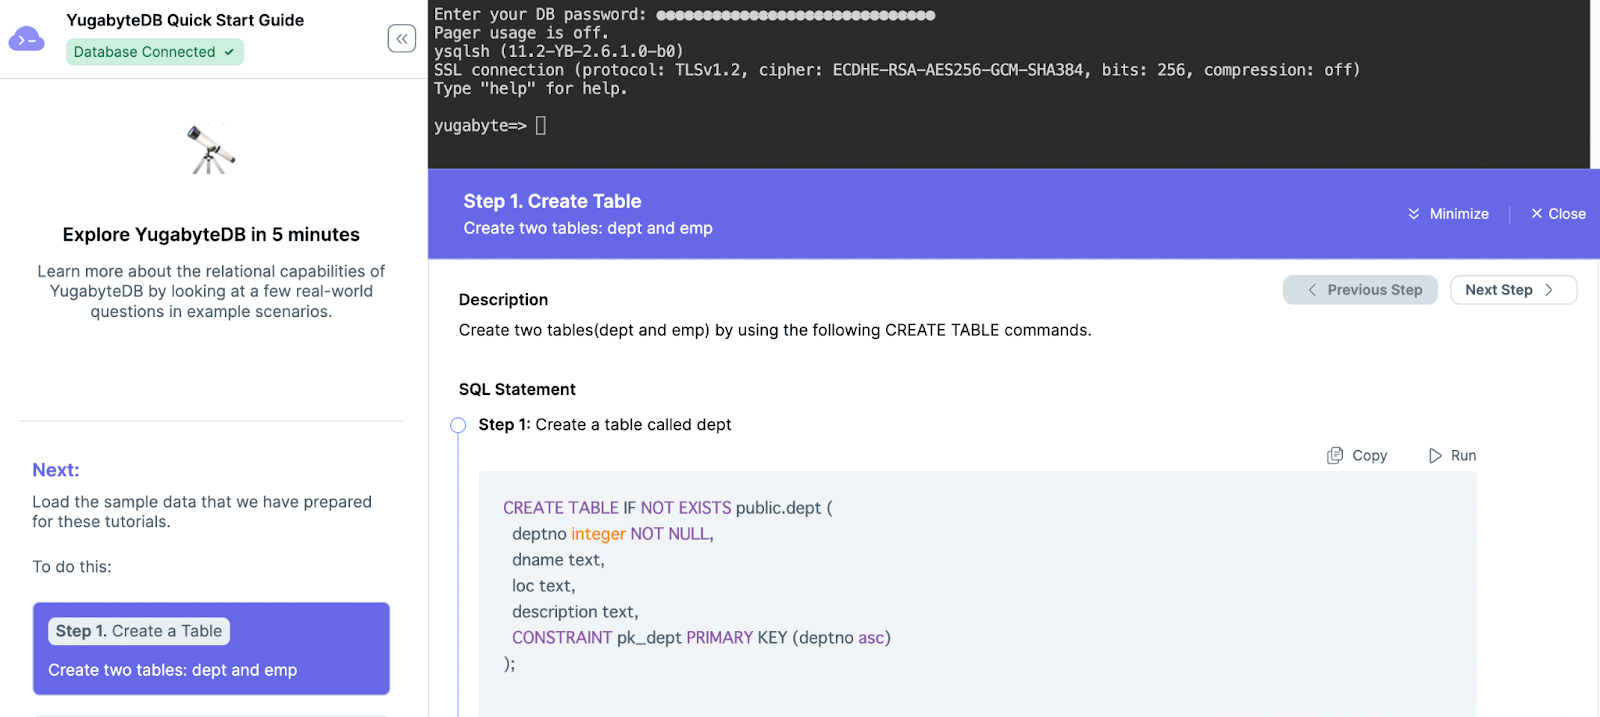 YugabyteDB Quick Start Guide
Database Connected ✓
Explore YugabyteDB in 5 minutes
Learn more about the relational capabilities of
YugabyteDB by looking at a few real-world
questions in example scenarios.
Next:
Load the sample data that we have prepared
for these tutorials.
To do this:
Step 1. Create a Table
Create two tables: dept and emp
Enter your DB password: ●●●●●●●●●●●●●●●●●●●●●●●●●●●●●●
Pager usage is off.
ysqlsh (11.2-YB-2.6.1.0-b0)
SSL connection (protocol: TLSv1.2, cipher: ECDHE-RSA-AES256-GCM-SHA384, bits: 256, compression: off)
Type "help" for help.
yugabyte=>
Step 1. Create Table
Create two tables: dept and emp
Minimize
Close
Previous Step
Next Step
Description
Create two tables(dept and emp) by using the following CREATE TABLE commands.
SQL Statement
Step 1: Create a table called dept
Copy
Run
CREATE TABLE IF NOT EXISTS public.dept (
deptno integer NOT NULL,
dname text,
loc text,
description text,
CONSTRAINT pk_dept PRIMARY KEY (deptno asc)
);